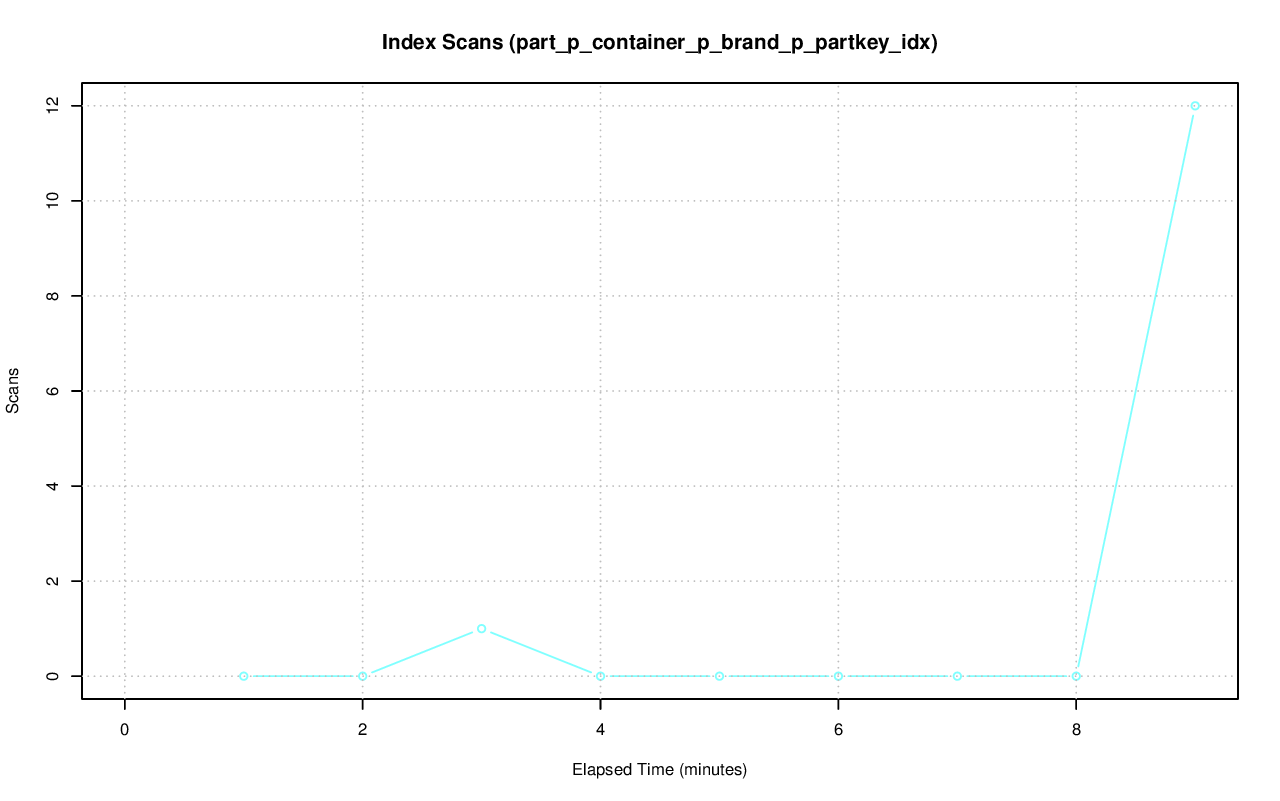 Index Scans (part_p_container_p_brand_p_partkey_idx)
12
10
8
6
4
2
0
Scans
0 2 4 6 8
Elapsed Time (minutes)